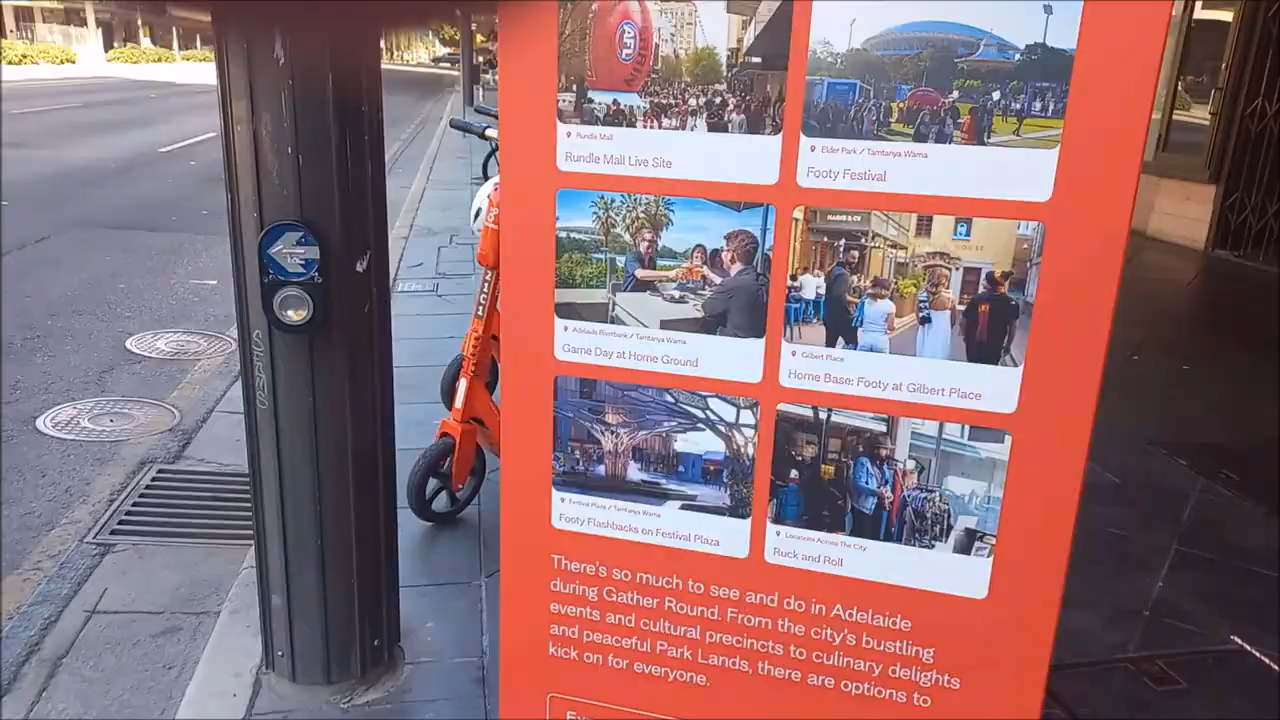 AFL
Rundle Mall
Rundle Mall Live Site
Elder Park / Tarntanya Wama
Footy Festival
Adelaide Riverbank / Tarntanya Wama
Game Day at Home Ground
Gilbert Place
Home Base: Footy at Gilbert Place
Festival Plaza / Tarntanya Wama
Footy Flashbacks on Festival Plaza
Locations Across The City
Ruck and Roll
There's so much to see and do in Adelaide
during Gather Round. From the city's bustling
events and cultural precincts to culinary delights
and peaceful Park Lands, there are options to
kick on for everyone.